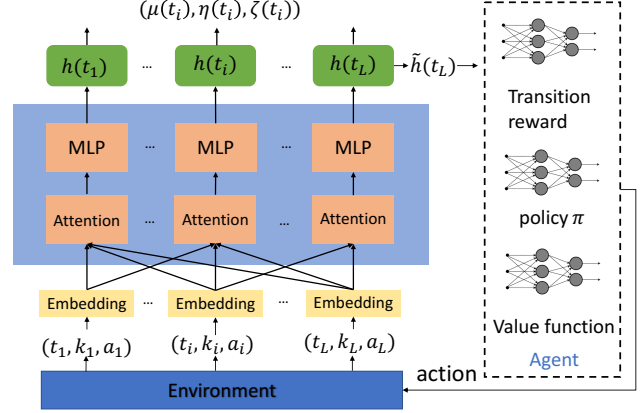 (μ(t_i), η(t_i), ζ(t_i))
h(t_1) ... h(t_i) ... h(t_L) h̃(t_L)
MLP ... MLP ... MLP
Attention ... Attention ... Attention
Embedding ... Embedding ... Embedding
(t_1, k_1, a_1) (t_i, k_i, a_i) (t_L, k_L, a_L)
Environment
action
Transition
reward
policy π
Value function
Agent